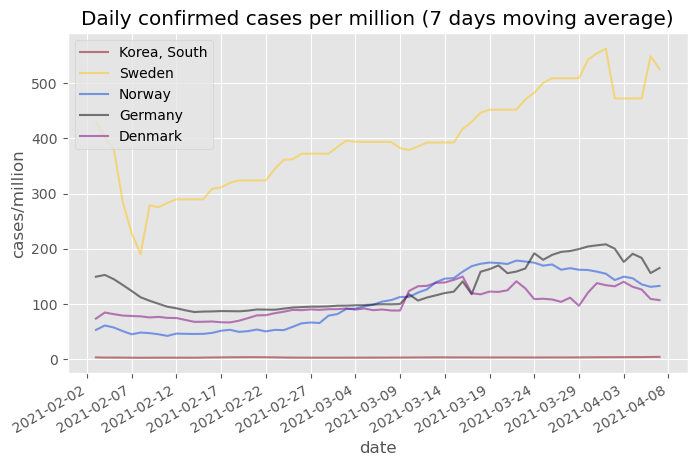 Daily confirmed cases per million (7 days moving average)
Korea, South
Sweden
Norway
Germany
Denmark
cases/million
500
400
300
200
100
0
2021-02-02
2021-02-07
2021-02-12
2021-02-17
2021-02-22
2021-02-27
2021-03-04
2021-03-09
2021-03-14
2021-03-19
2021-03-24
2021-03-29
2021-04-03
2021-04-08
date